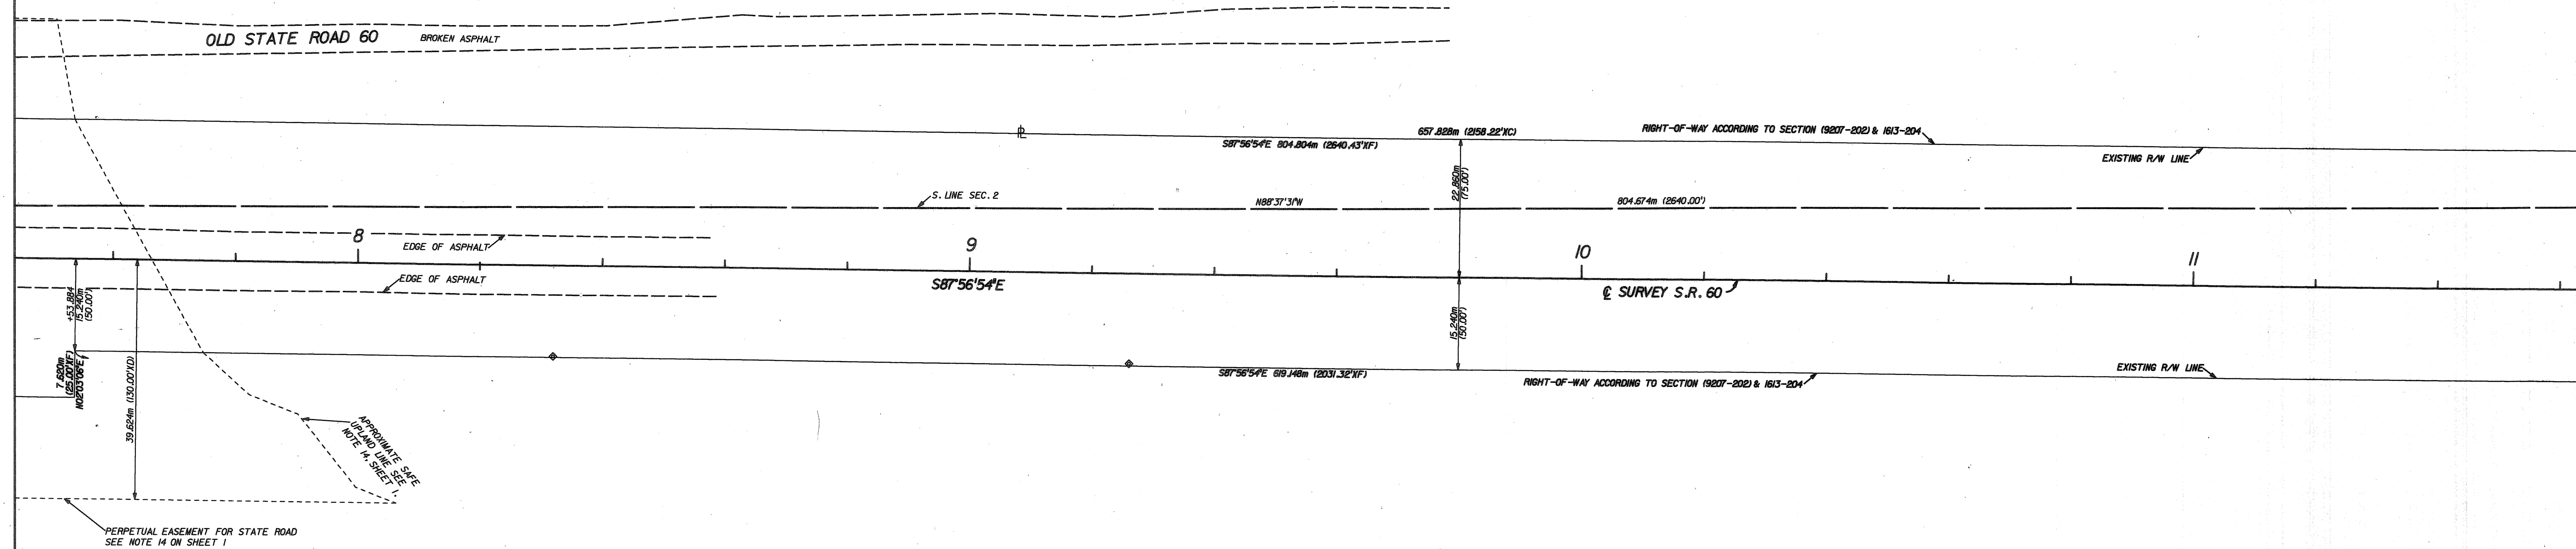 OLD STATE ROAD 60
BROKEN ASPHALT
℄
657.828m (2158.22')(C)
RIGHT-OF-WAY ACCORDING TO SECTION (9207-202) & 1613-204
S87°56'54"E 804.804m (2640.43')(F)
EXISTING R/W LINE
22.860m
(75.00')
S. LINE SEC. 2
N88°37'31"W
804.674m (2640.00')
8
EDGE OF ASPHALT
9
10
11
EDGE OF ASPHALT
S87°56'54"E
℄ SURVEY S.R. 60
+53.884
15.240m
(50.00')
15.240m
(50.00')
7.620m
(25.00')(F)
N02°03'06"E
39.624m (130.00')(D)
S87°56'54"E 619.148m (2031.32')(F)
RIGHT-OF-WAY ACCORDING TO SECTION (9207-202) & 1613-204
EXISTING R/W LINE
APPROXIMATE SAFE
UPLAND LINE SEE
NOTE 14, SHEET 1.
PERPETUAL EASEMENT FOR STATE ROAD
SEE NOTE 14 ON SHEET 1